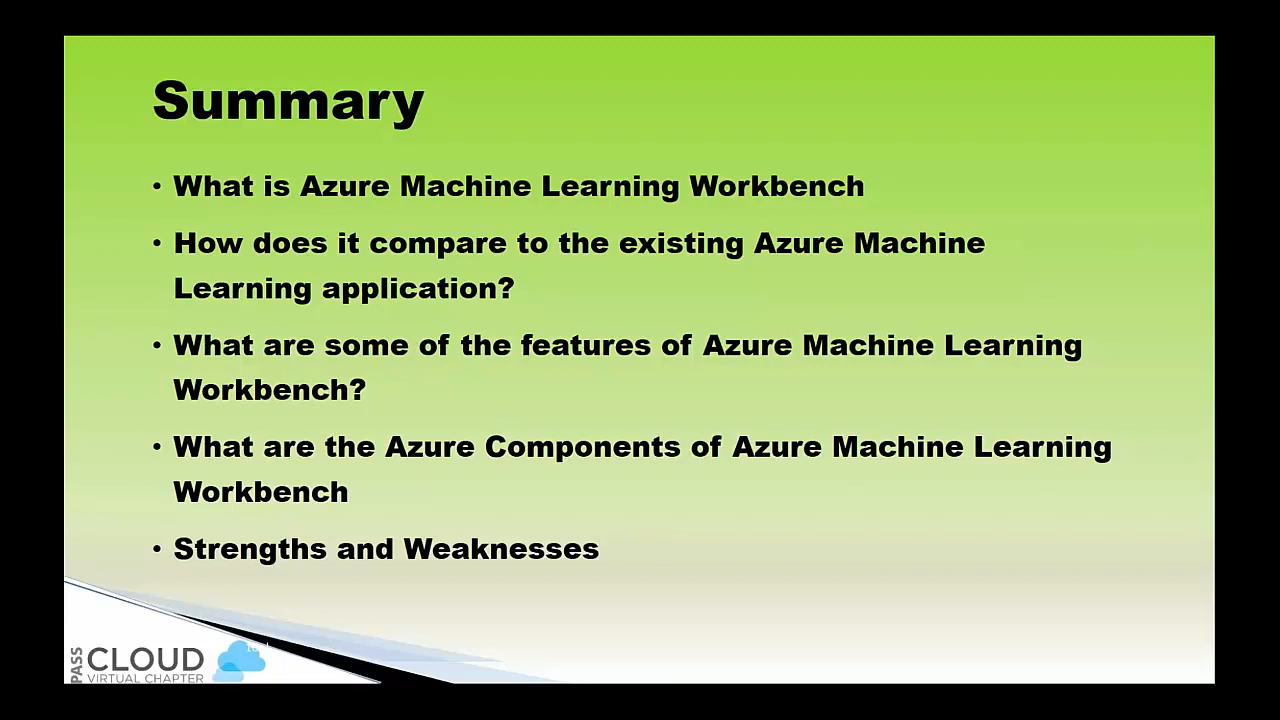 Summary
• What is Azure Machine Learning Workbench
• How does it compare to the existing Azure Machine
Learning application?
• What are some of the features of Azure Machine Learning
Workbench?
• What are the Azure Components of Azure Machine Learning
Workbench
• Strengths and Weaknesses
PASS
CLOUD
VIRTUAL CHAPTER